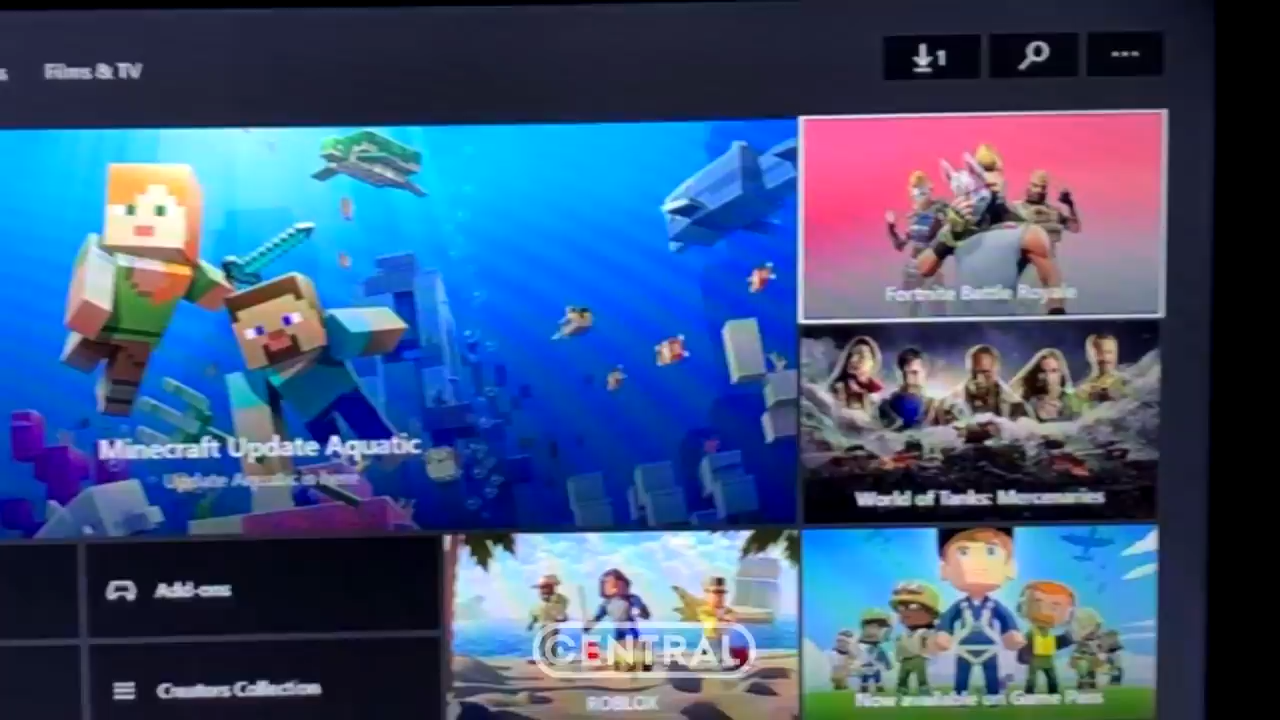 Films & TV
1
Fortnite Battle Royale
Minecraft Update Aquatic
Update Aquatic is here
World of Tanks: Mercenaries
Add-ons
Creators Collection
CENTRAL
ROBLOX
Now available on Game Pass